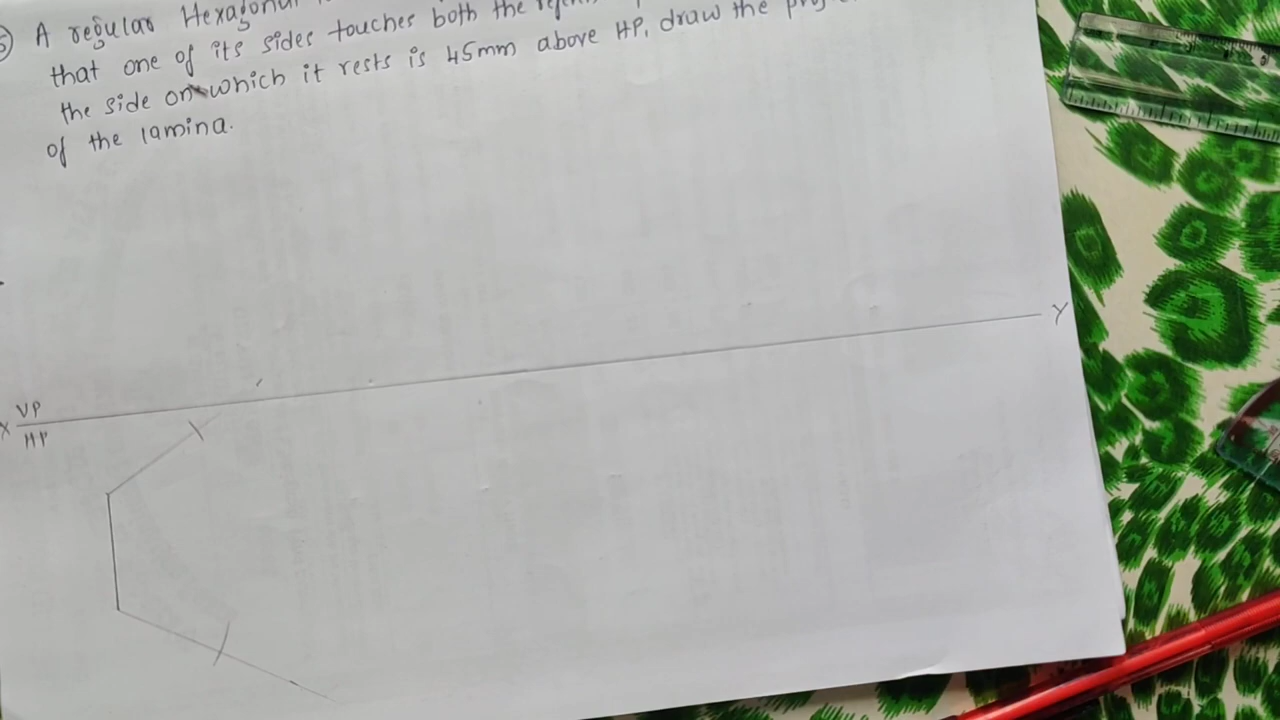 A regular Hexagonal
that one of its sides touches both the
the side on which it rests is 45mm above HP, draw the
of the lamina.
Y
X VP
HP